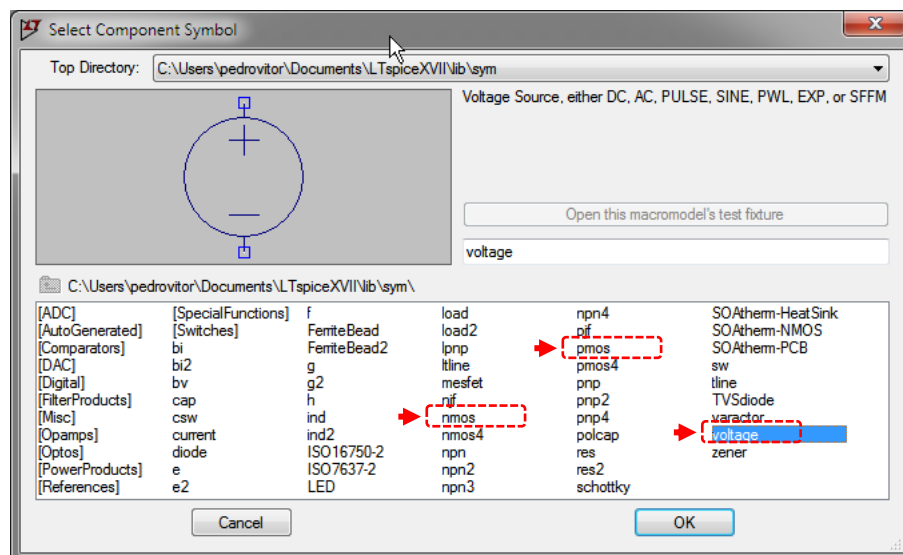 Select Component Symbol
Top Directory: C:\Users\pedrovitor\Documents\LTspiceXVII\lib\sym
Voltage Source, either DC, AC, PULSE, SINE, PWL, EXP, or SFFM
Open this macromodel's test fixture
voltage
C:\Users\pedrovitor\Documents\LTspiceXVII\lib\sym\
[ADC] [SpecialFunctions] f load npn4 SOAtherm-HeatSink
[AutoGenerated] [Switches] FerriteBead load2 pjf SOAtherm-NMOS
[Comparators] bi FerriteBead2 lpnp pmos SOAtherm-PCB
[DAC] bi2 g ltline pmos4 sw
[Digital] bv g2 mesfet pnp tline
[FilterProducts] cap h njf pnp2 TVSdiode
[Misc] csw ind nmos pnp4 varactor
[Opamps] current ind2 nmos4 polcap voltage
[Optos] diode ISO16750-2 npn res zener
[PowerProducts] e ISO7637-2 npn2 res2
[References] e2 LED npn3 schottky
Cancel OK